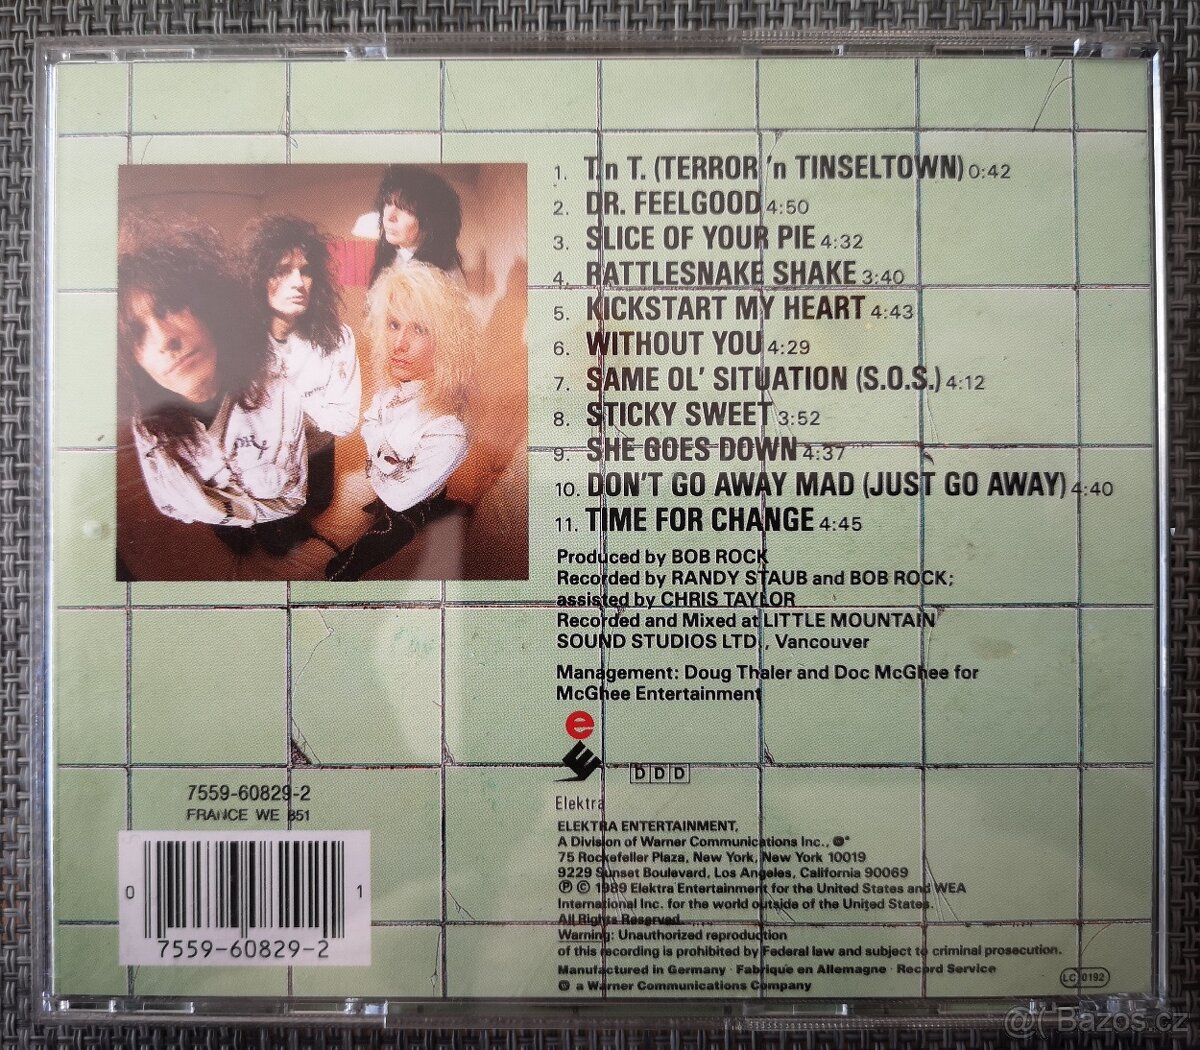 1. T.n T. (TERROR 'n TINSELTOWN) 0:42
2. DR. FEELGOOD 4:50
3. SLICE OF YOUR PIE 4:32
4. RATTLESNAKE SHAKE 3:40
5. KICKSTART MY HEART 4:43
6. WITHOUT YOU 4:29
7. SAME OL' SITUATION (S.O.S.) 4:12
8. STICKY SWEET 3:52
9. SHE GOES DOWN 4:37
10. DON'T GO AWAY MAD (JUST GO AWAY) 4:40
11. TIME FOR CHANGE 4:45
Produced by BOB ROCK
Recorded by RANDY STAUB and BOB ROCK;
assisted by CHRIS TAYLOR
Recorded and Mixed at LITTLE MOUNTAIN
SOUND STUDIOS LTD., Vancouver
Management: Doug Thaler and Doc McGhee for
McGhee Entertainment
e
E
DDD
Elektra
7559-60829-2
FRANCE WE 851
0 1
7559-60829-2
ELEKTRA ENTERTAINMENT,
A Division of Warner Communications Inc.,
75 Rockefeller Plaza, New York, New York 10019
9229 Sunset Boulevard, Los Angeles, California 90069
℗ © 1989 Elektra Entertainment for the United States and WEA
International Inc. for the world outside of the United States.
All Rights Reserved.
Warning: Unauthorized reproduction
of this recording is prohibited by Federal law and subject to criminal prosecution.
Manufactured in Germany · Fabriqué en Allemagne · Record Service
a Warner Communications Company
LC 0192
@( Bazos.cz